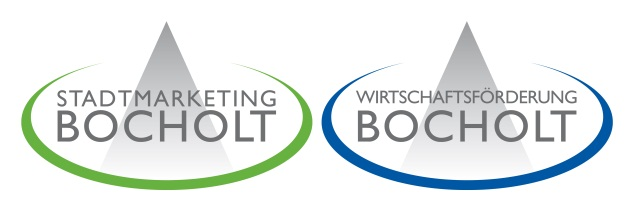 STADTMARKETING
BOCHOLT
WIRTSCHAFTSFÖRDERUNG
BOCHOLT